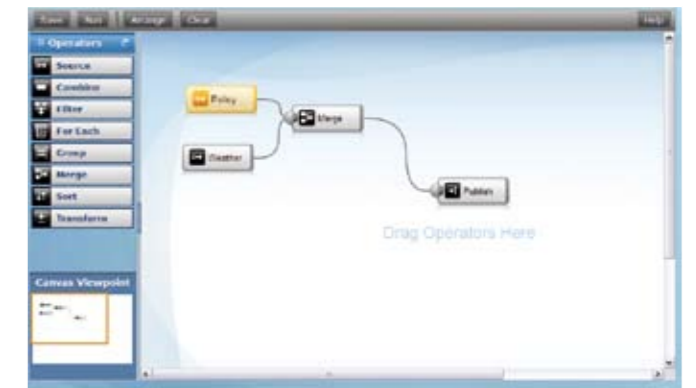 Save Run Arrange Clear Help
Operators
Source
Combine
Filter
For Each
Group
Merge
Sort
Transform
Policy
Merge
Weather
Publish
Drag Operators Here
Canvas Viewpoint